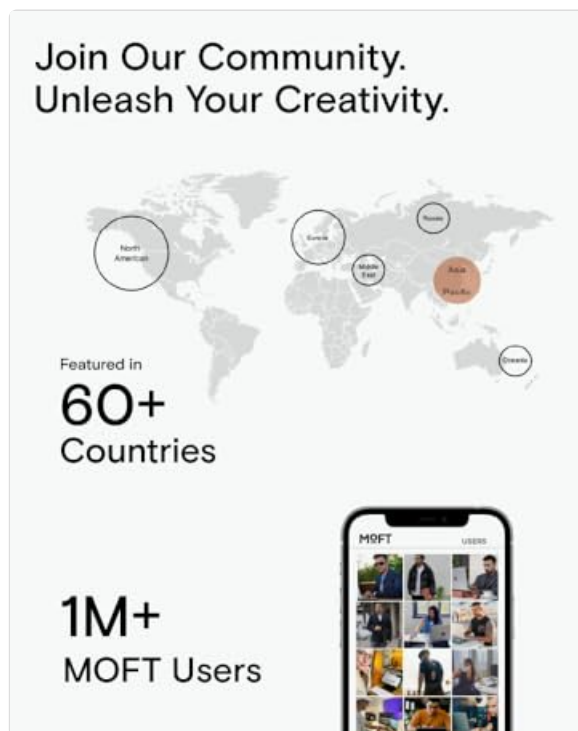 Join Our Community.
Unleash Your Creativity.
North
American
Europe
Russia
Middle
East
Asia
Pacific
Oceania
Featured in
60+
Countries
MOFT
USERS
1M+
MOFT Users